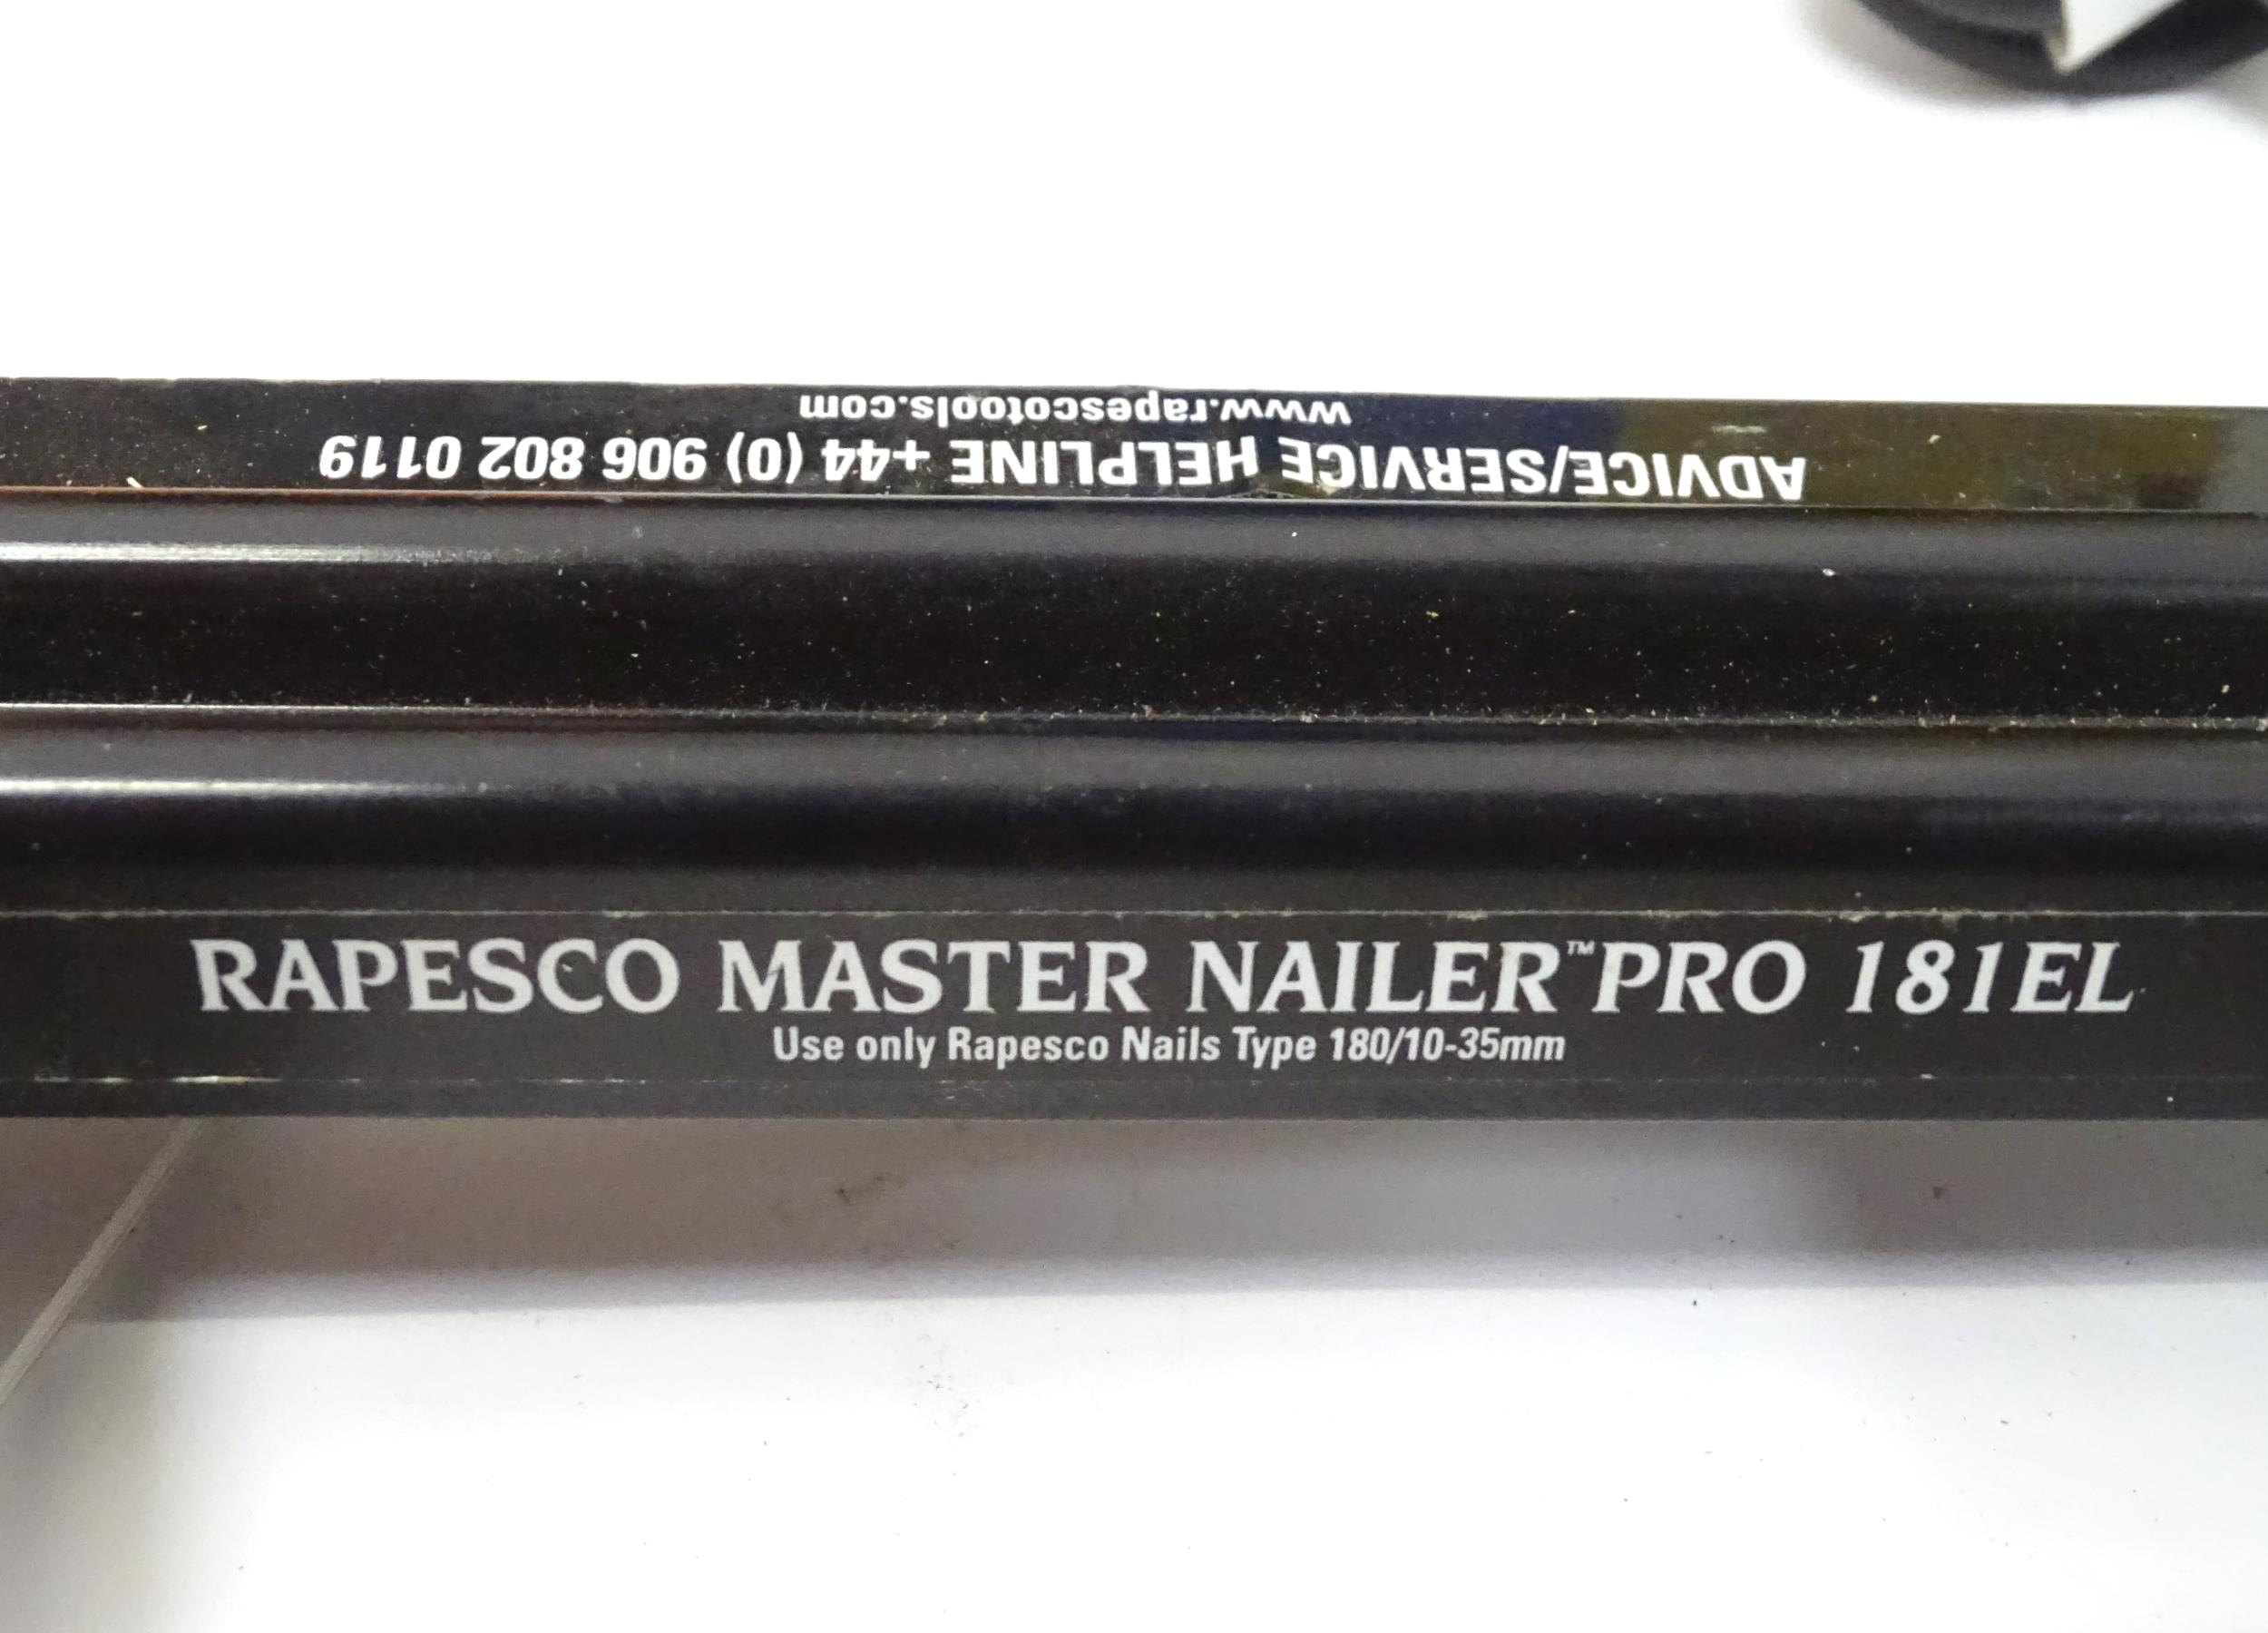 ADVICE/SERVICE HELPLINE +44 (0) 906 802 0119
www.rapescotools.com
RAPESCO MASTER NAILER™ PRO 181EL
Use only Rapesco Nails Type 180/10-35mm